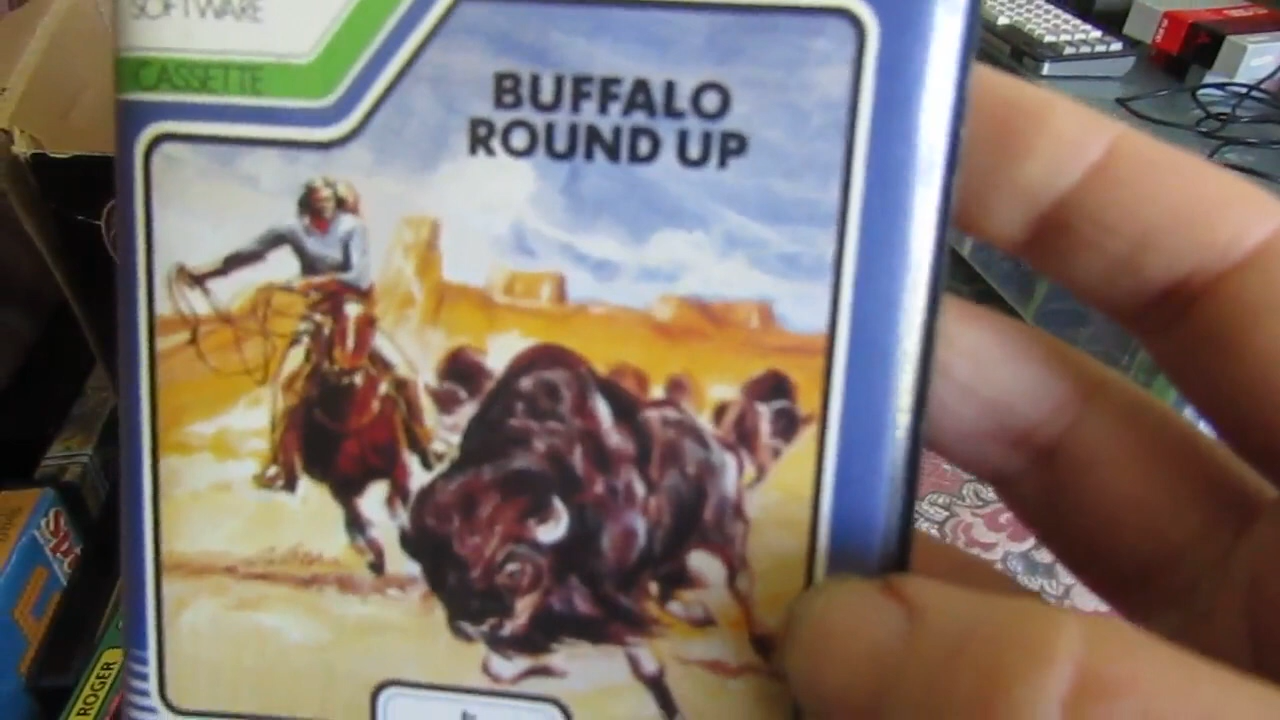 SOFTWARE
CASSETTE
BUFFALO
ROUND UP
ROGER